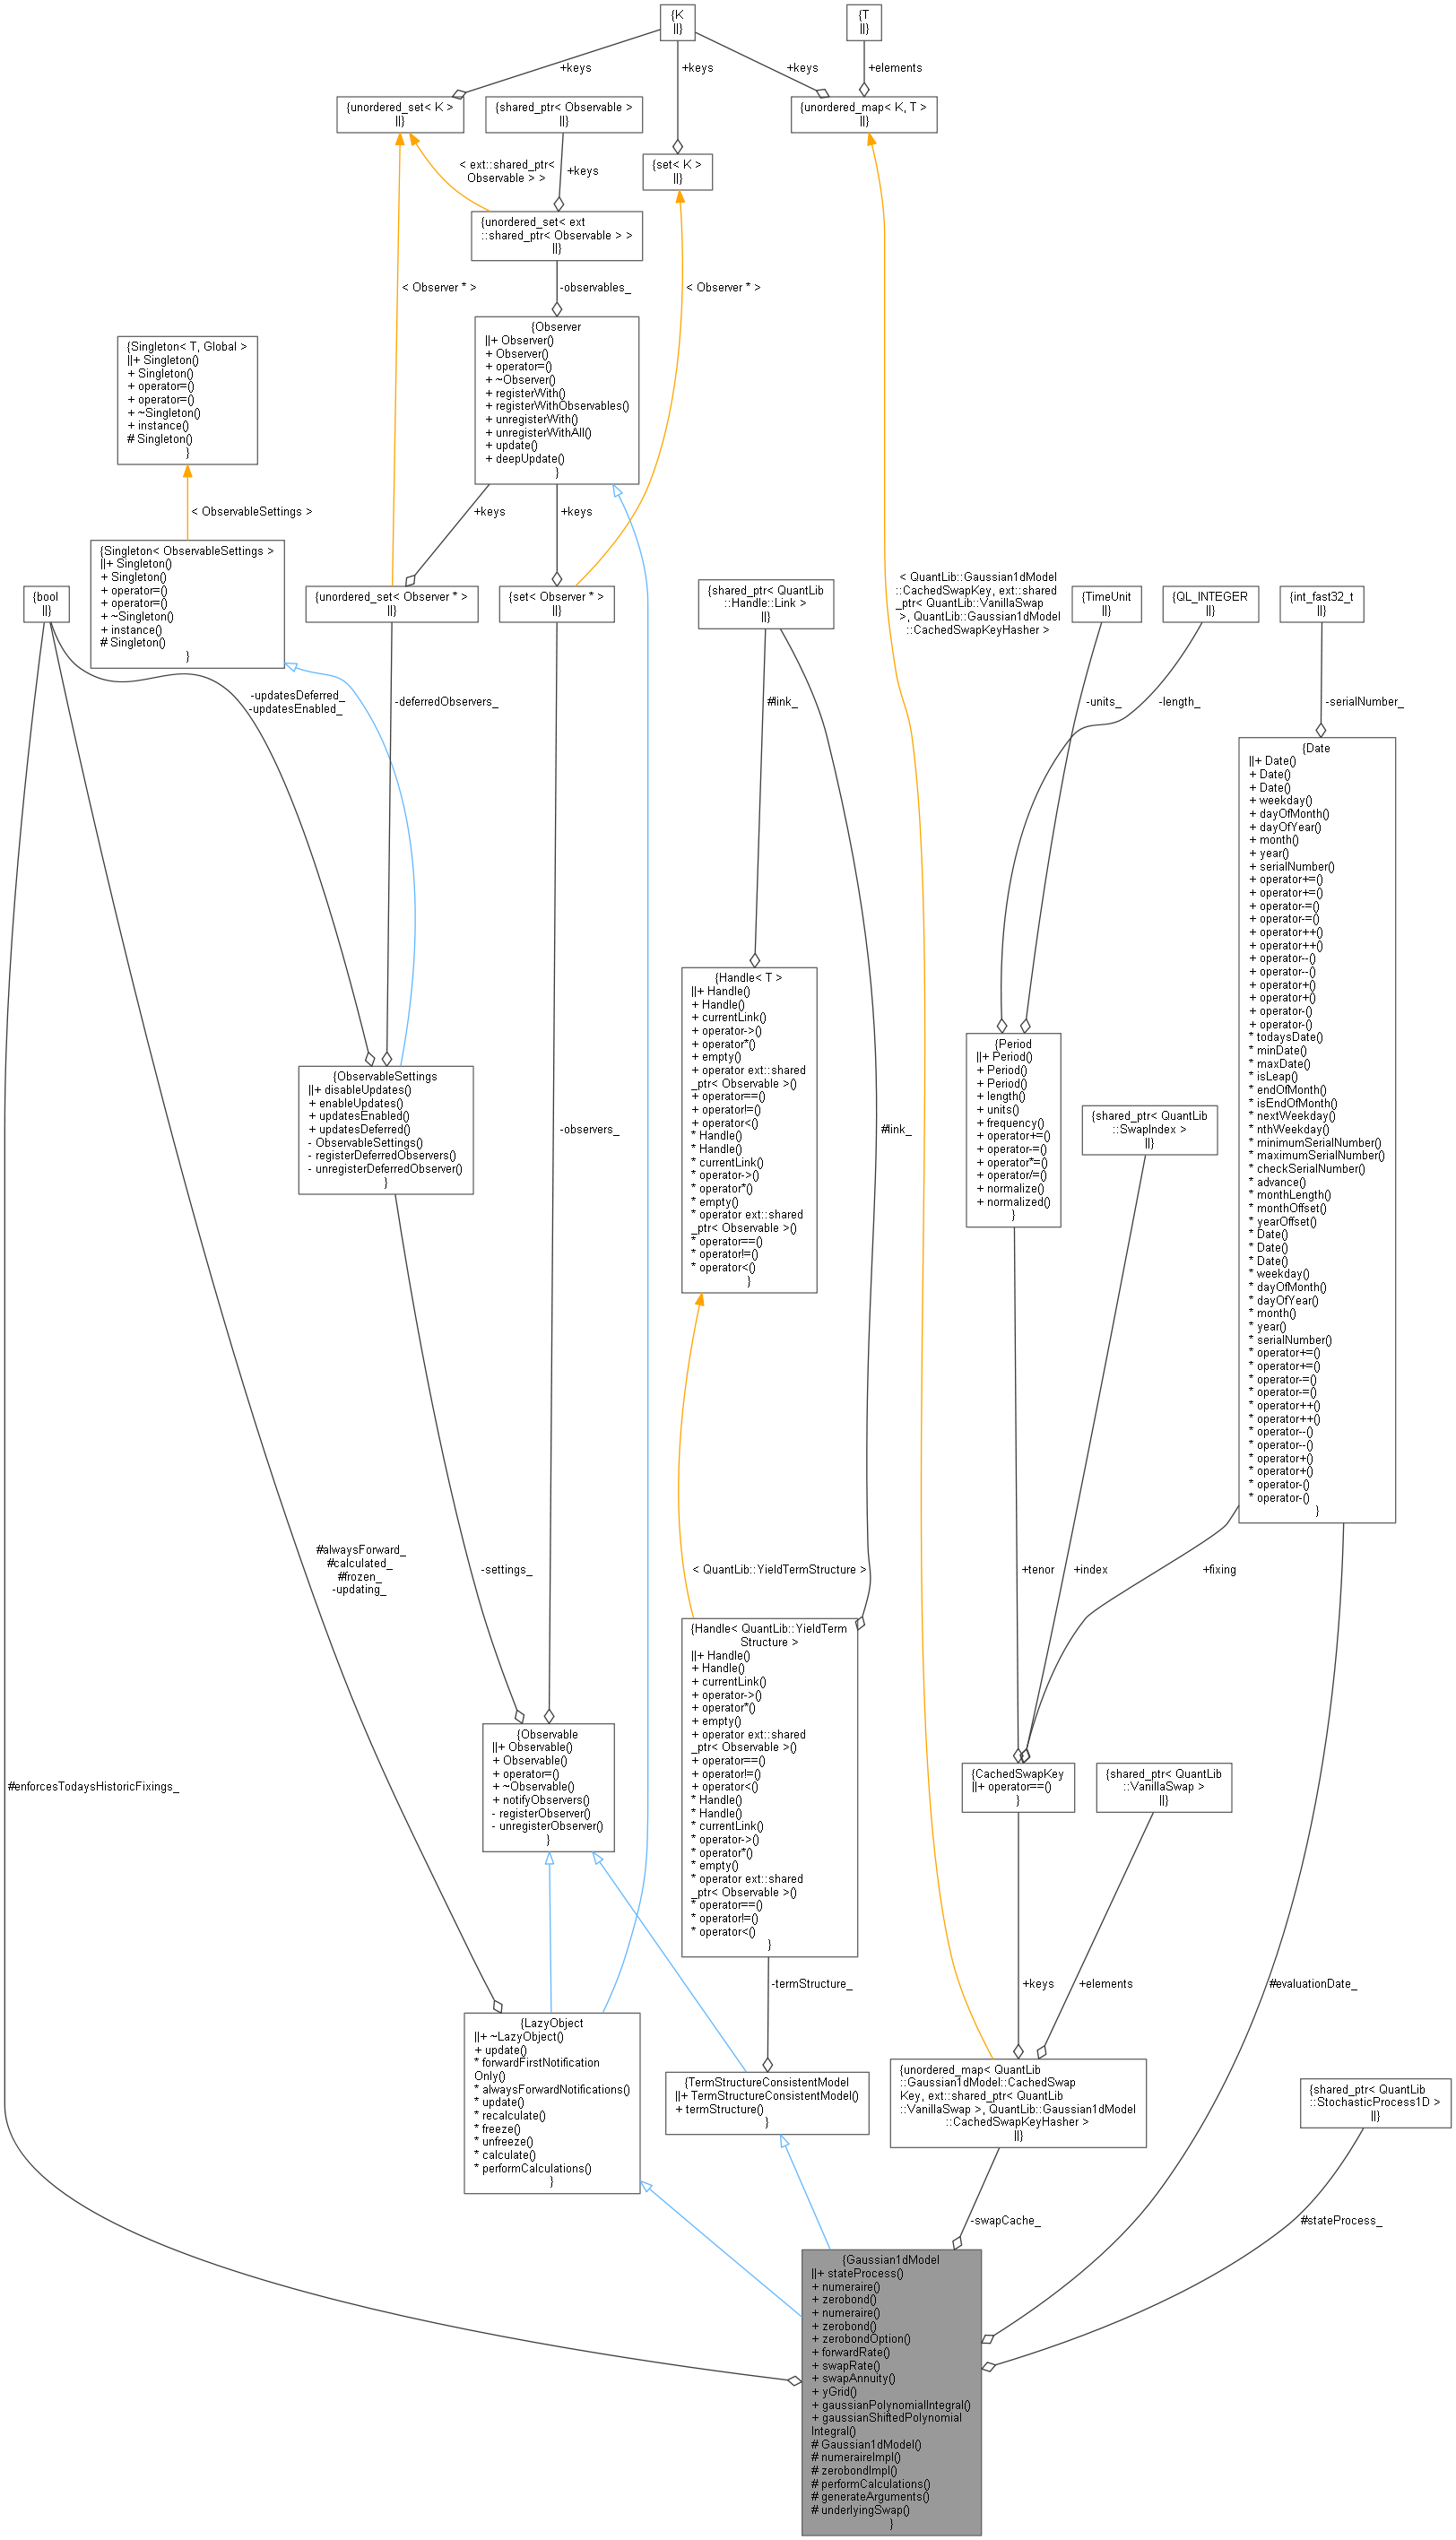 {K
||}
{T
||}
+keys
+keys
+keys
+elements
{unordered_set< K >
||}
{shared_ptr< Observable >
||}
{unordered_map< K, T >
||}
< ext::shared_ptr<
Observable > >
+keys
{set< K >
||}
{unordered_set< ext
::shared_ptr< Observable > >
||}
< Observer * >
-observables_
< Observer * >
{Singleton< T, Global >
||+ Singleton()
+ Singleton()
+ operator=()
+ operator=()
+ ~Singleton()
+ instance()
# Singleton()
}
{Observer
||+ Observer()
+ Observer()
+ operator=()
+ ~Observer()
+ registerWith()
+ registerWithObservables()
+ unregisterWith()
+ unregisterWithAll()
+ update()
+ deepUpdate()
}
< ObservableSettings >
+keys
+keys
{bool
||}
{Singleton< ObservableSettings >
||+ Singleton()
+ Singleton()
+ operator=()
+ operator=()
+ ~Singleton()
+ instance()
# Singleton()
}
{unordered_set< Observer * >
||}
{set< Observer * >
||}
{shared_ptr< QuantLib
::Handle::Link >
||}
< QuantLib::Gaussian1dModel
::CachedSwapKey, ext::shared
_ptr< QuantLib::VanillaSwap
>, QuantLib::Gaussian1dModel
::CachedSwapKeyHasher >
{TimeUnit
||}
{QL_INTEGER
||}
{int_fast32_t
||}
-updatesDeferred_
-updatesEnabled_
-deferredObservers_
#link_
-units_
-length_
-serialNumber_
{Date
||+ Date()
+ Date()
+ Date()
+ weekday()
+ dayOfMonth()
+ dayOfYear()
+ month()
+ year()
+ serialNumber()
+ operator+=()
+ operator+=()
+ operator-=()
+ operator-=()
+ operator++()
+ operator++()
+ operator--()
+ operator--()
+ operator+()
+ operator+()
+ operator-()
+ operator-()
* todaysDate()
* minDate()
* maxDate()
* isLeap()
* endOfMonth()
* isEndOfMonth()
* nextWeekday()
* nthWeekday()
* minimumSerialNumber()
* maximumSerialNumber()
* checkSerialNumber()
* advance()
* monthLength()
* monthOffset()
* yearOffset()
* Date()
* Date()
* Date()
* weekday()
* dayOfMonth()
* dayOfYear()
* month()
* year()
* serialNumber()
* operator+=()
* operator+=()
* operator-=()
* operator-=()
* operator++()
* operator++()
* operator--()
* operator--()
* operator+()
* operator+()
* operator-()
* operator-()
}
{Handle< T >
||+ Handle()
+ Handle()
+ currentLink()
+ operator->()
+ operator*()
+ empty()
+ operator ext::shared
_ptr< Observable >()
+ operator==()
+ operator!=()
+ operator<()
* Handle()
* Handle()
* currentLink()
* operator->()
* operator*()
* empty()
* operator ext::shared
_ptr< Observable >()
* operator==()
* operator!=()
* operator<()
}
{Period
||+ Period()
+ Period()
+ Period()
+ length()
+ units()
+ frequency()
+ operator+=()
+ operator-=()
+ operator*=()
+ operator/=()
+ normalize()
+ normalized()
}
{ObservableSettings
||+ disableUpdates()
+ enableUpdates()
+ updatesEnabled()
+ updatesDeferred()
- ObservableSettings()
- registerDeferredObservers()
- unregisterDeferredObserver()
}
-observers_
#link_
{shared_ptr< QuantLib
::SwapIndex >
||}
#alwaysForward_
#calculated_
#frozen_
-updating_
-settings_
< QuantLib::YieldTermStructure >
+tenor
+index
+fixing
{Handle< QuantLib::YieldTerm
Structure >
||+ Handle()
+ Handle()
+ currentLink()
+ operator->()
+ operator*()
+ empty()
+ operator ext::shared
_ptr< Observable >()
+ operator==()
+ operator!=()
+ operator<()
* Handle()
* Handle()
* currentLink()
* operator->()
* operator*()
* empty()
* operator ext::shared
_ptr< Observable >()
* operator==()
* operator!=()
* operator<()
}
{Observable
||+ Observable()
+ Observable()
+ operator=()
+ ~Observable()
+ notifyObservers()
- registerObserver()
- unregisterObserver()
}
#enforcesTodaysHistoricFixings_
{CachedSwapKey
||+ operator==()
}
{shared_ptr< QuantLib
::VanillaSwap >
||}
-termStructure_
+keys
+elements
#evaluationDate_
{LazyObject
||+ ~LazyObject()
+ update()
* forwardFirstNotification
Only()
* alwaysForwardNotifications()
* update()
* recalculate()
* freeze()
* unfreeze()
* calculate()
* performCalculations()
}
{TermStructureConsistentModel
||+ TermStructureConsistentModel()
+ termStructure()
}
{unordered_map< QuantLib
::Gaussian1dModel::CachedSwap
Key, ext::shared_ptr< QuantLib
::VanillaSwap >, QuantLib::Gaussian1dModel
::CachedSwapKeyHasher >
||}
{shared_ptr< QuantLib
::StochasticProcess1D >
||}
-swapCache_
#stateProcess_
{Gaussian1dModel
||+ stateProcess()
+ numeraire()
+ zerobond()
+ numeraire()
+ zerobond()
+ zerobondOption()
+ forwardRate()
+ swapRate()
+ swapAnnuity()
+ yGrid()
+ gaussianPolynomialIntegral()
+ gaussianShiftedPolynomial
Integral()
# Gaussian1dModel()
# numeraireImpl()
# zerobondImpl()
# performCalculations()
# generateArguments()
# underlyingSwap()
}